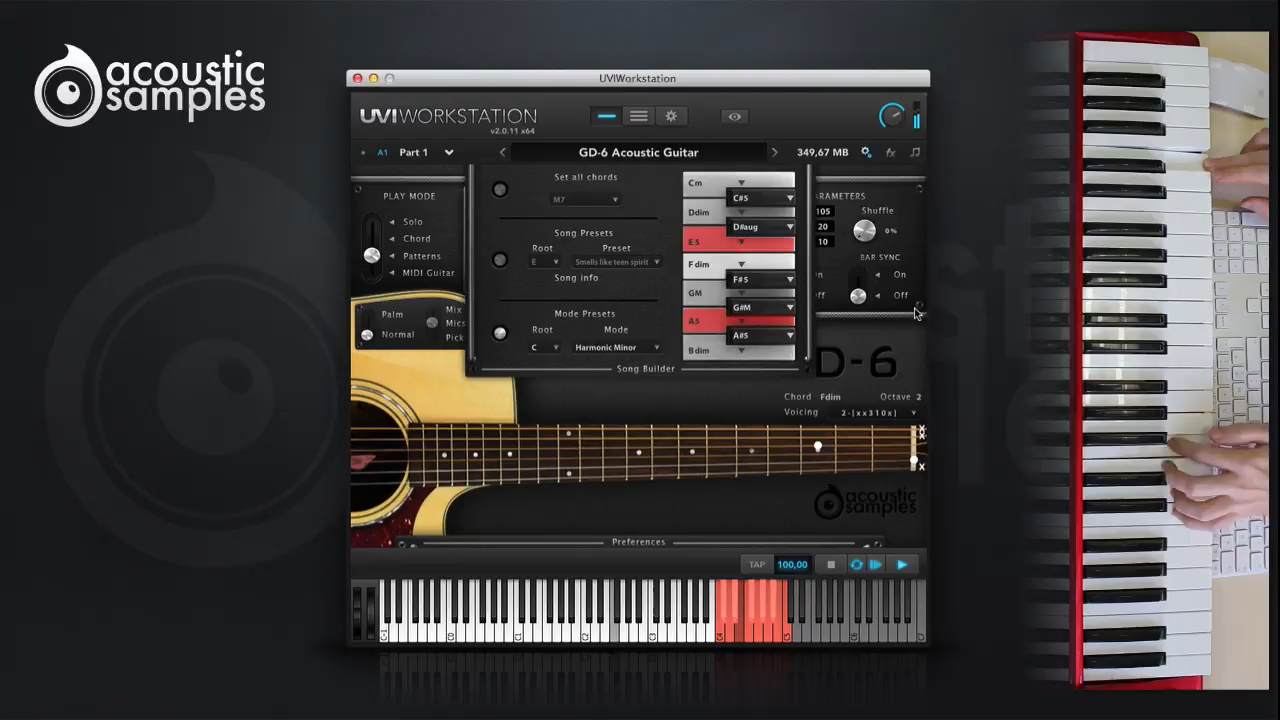 acoustic
samples
UVIWorkstation
UVIWORKSTATION
v2.0.11 x64
A1 Part 1
GD-6 Acoustic Guitar
349,67 MB
fx
PLAY MODE
Solo
Chord
Patterns
MIDI Guitar
Palm
Normal
Mix
Mics
Pick
Set all chords
M7
Song Presets
Root Preset
E Smells like teen spirit
Song info
Mode Presets
Root Mode
C Harmonic Minor
Song Builder
Cm
C#5
Ddim
D#aug
E5
Fdim
F#5
GM
G#M
A5
A#5
Bdim
ARAMETERS
105
20
10
Shuffle
0%
BAR SYNC
On
Off
D-6
Chord Fdim Octave 2
Voicing 2-[xx310x]
X
acoustic
samples
Preferences
TAP 100,00